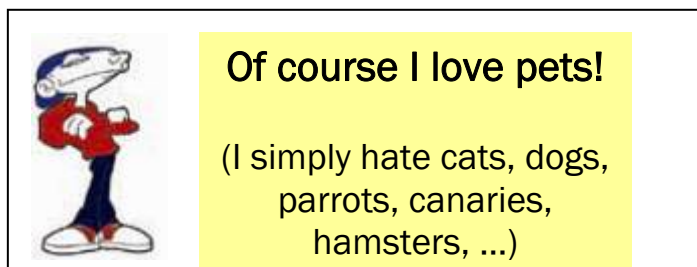 Of course I love pets!
(I simply hate cats, dogs,
parrots, canaries,
hamsters, ...)